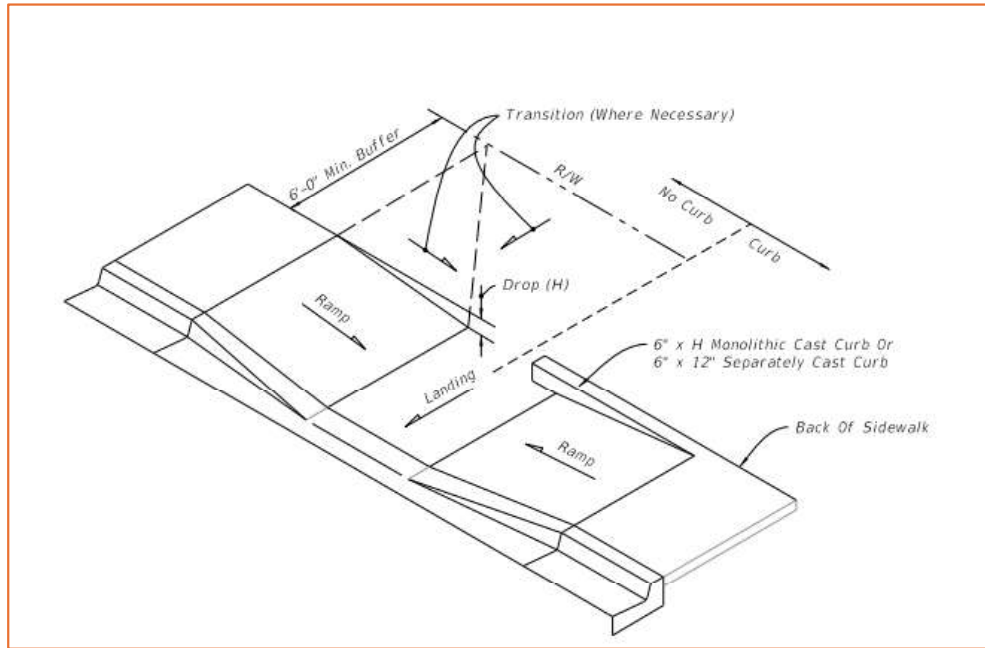 Transition (Where Necessary)
6'-0" Min. Buffer
R/W
No Curb
Curb
Drop (H)
Ramp
6" x H Monolithic Cast Curb Or
6" x 12" Separately Cast Curb
Landing
Back Of Sidewalk
Ramp